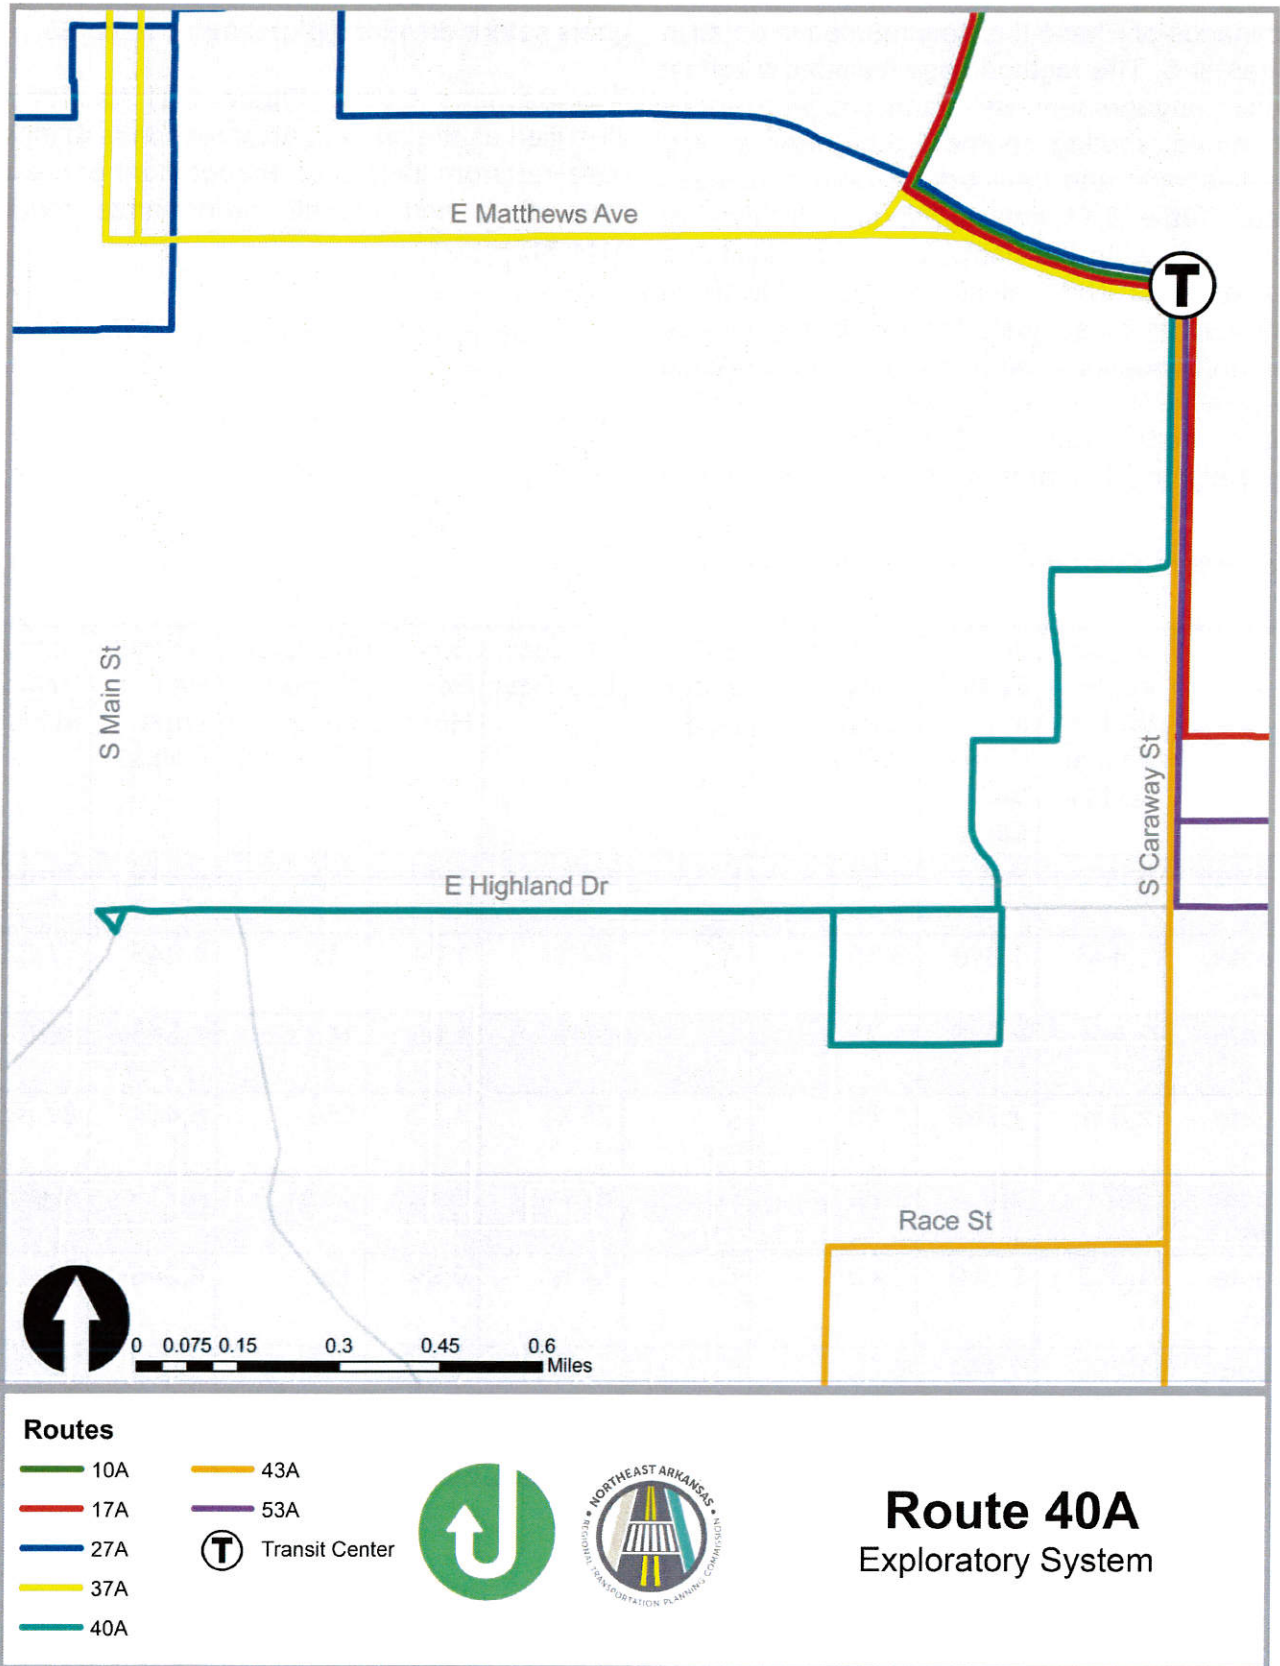 E Matthews Ave
T
S Main St
S Caraway St
E Highland Dr
Race St
0 0.075 0.15 0.3 0.45 0.6
Miles
Routes
10A
17A
27A
37A
40A
43A
53A
T Transit Center
NORTHEAST ARKANSAS
REGIONAL TRANSPORTATION PLANNING COMMISSION
Route 40A
Exploratory System